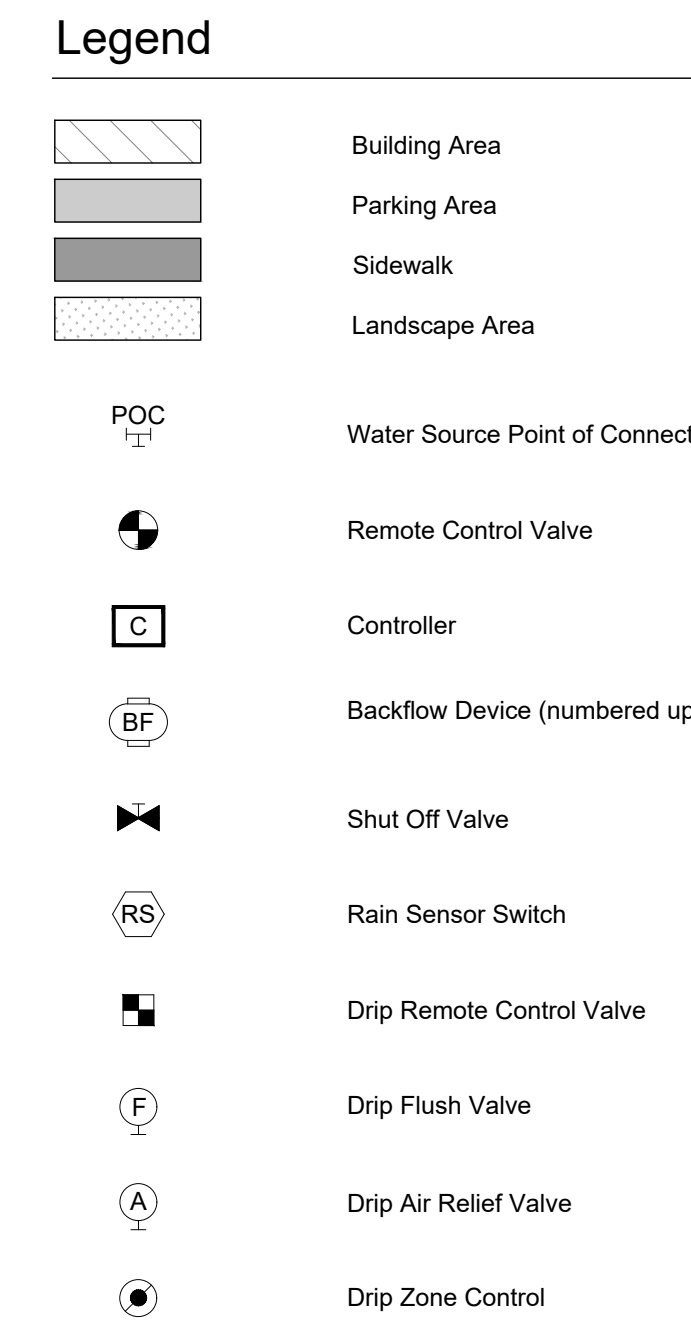 Legend
Building Area
Parking Area
Sidewalk
Landscape Area
POC
Water Source Point of Connect
Remote Control Valve
C
Controller
BF
Backflow Device (numbered up
Shut Off Valve
RS
Rain Sensor Switch
Drip Remote Control Valve
F
Drip Flush Valve
A
Drip Air Relief Valve
Drip Zone Control